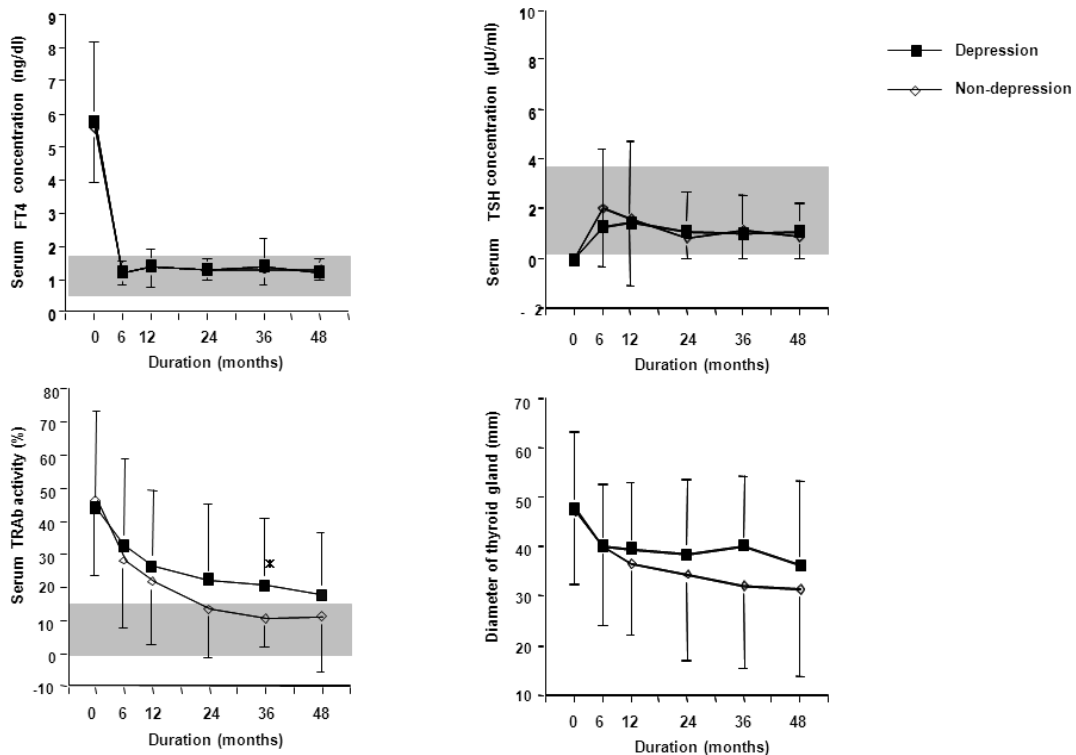 Serum FT4 concentration (ng/dl)
9
8
7
6
5
4
3
2
1
0
0 6 12 24 36 48
Duration (months)
Serum TSH concentration (µU/ml)
10
8
6
4
2
0
- 2
0 6 12 24 36 48
Duration (months)
Depression
Non-depression
Serum TRAb activity (%)
80
70
60
50
40
30
20
10
0
-10
*
0 6 12 24 36 48
Duration (months)
Diameter of thyroid gland (mm)
70
60
50
40
30
20
10
0 6 12 24 36 48
Duration (months)